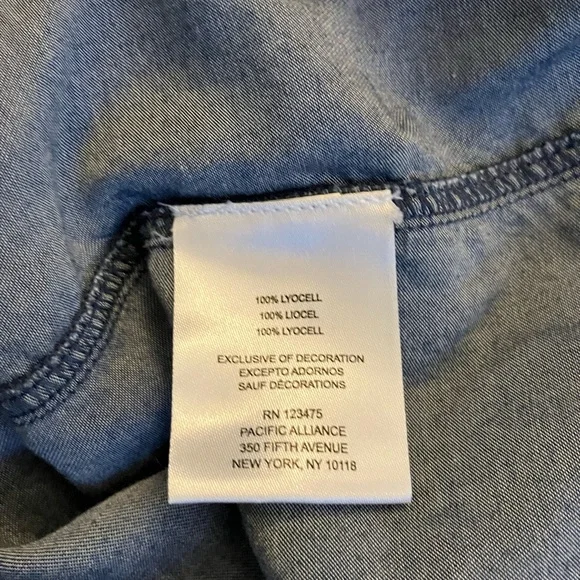 100% LYOCELL
100% LIOCEL
100% LYOCELL
EXCLUSIVE OF DECORATION
EXCEPTO ADORNOS
SAUF DÉCORATIONS
RN 123475
PACIFIC ALLIANCE
350 FIFTH AVENUE
NEW YORK, NY 10118